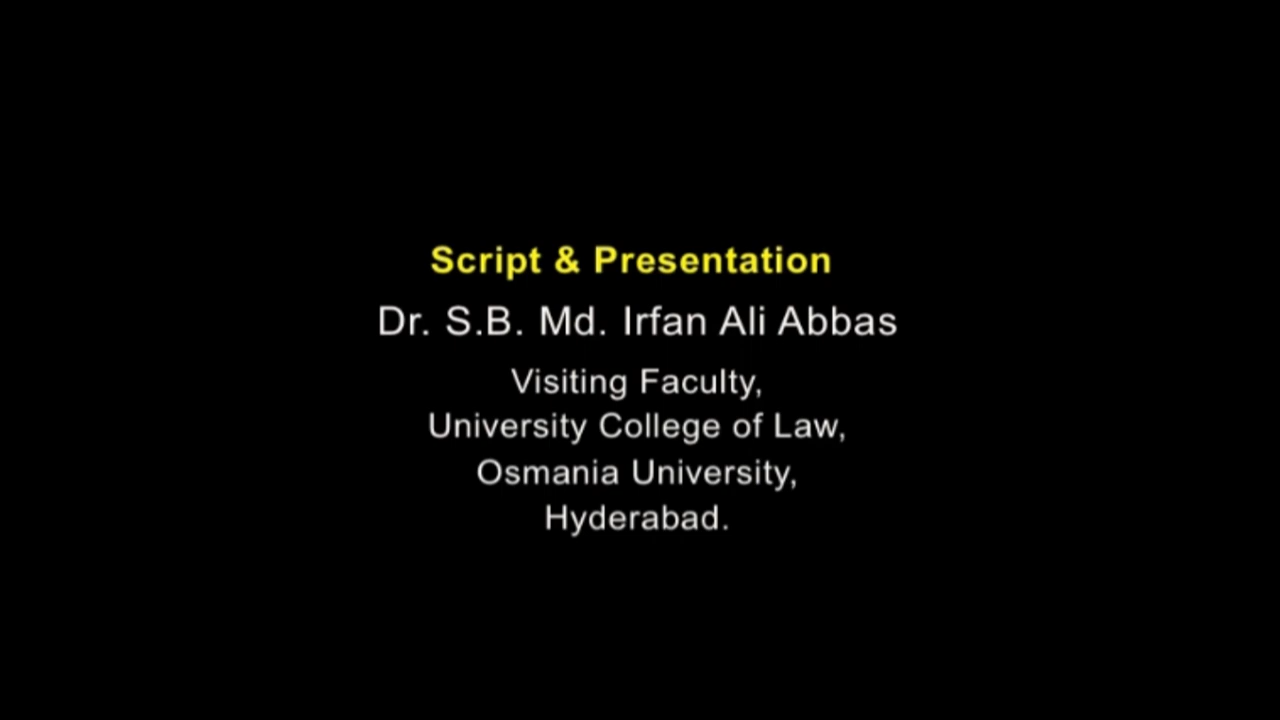 Script & Presentation
Dr. S.B. Md. Irfan Ali Abbas
Visiting Faculty,
University College of Law,
Osmania University,
Hyderabad.